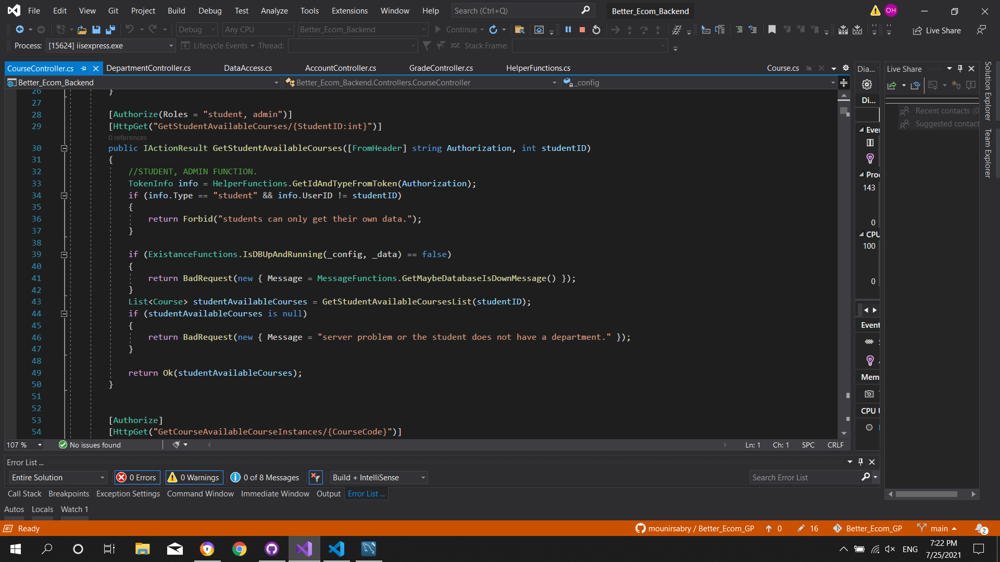 File Edit View Git Project Build Debug Test Analyze Tools Extensions Window Help Search (Ctrl+Q) Better_Ecom_Backend OH
Debug Any CPU Better_Ecom_Backend Continue Live Share
Process: [15624] iisexpress.exe Lifecycle Events Thread: Stack Frame:
CourseController.cs DepartmentController.cs DataAccess.cs AccountController.cs GradeController.cs HelperFunctions.cs Course.cs
Better_Ecom_Backend Better_Ecom_Backend.Controllers.CourseController _config
26 }
27
28 [Authorize(Roles = "student, admin")]
29 [HttpGet("GetStudentAvailableCourses/{StudentID:int}")]
0 references
30 public IActionResult GetStudentAvailableCourses([FromHeader] string Authorization, int studentID)
31 {
32 //STUDENT, ADMIN FUNCTION.
33 TokenInfo info = HelperFunctions.GetIdAndTypeFromToken(Authorization);
34 if (info.Type == "student" && info.UserID != studentID)
35 {
36 return Forbid("students can only get their own data.");
37 }
38
39 if (ExistanceFunctions.IsDBUpAndRunning(_config, _data) == false)
40 {
41 return BadRequest(new { Message = MessageFunctions.GetMaybeDatabaseIsDownMessage() });
42 }
43 List<Course> studentAvailableCourses = GetStudentAvailableCoursesList(studentID);
44 if (studentAvailableCourses is null)
45 {
46 return BadRequest(new { Message = "server problem or the student does not have a department." });
47 }
48
49 return Ok(studentAvailableCourses);
50 }
51
52
53 [Authorize]
54 [HttpGet("GetCourseAvailableCourseInstances/{CourseCode}")]
107 % No issues found Ln: 1 Ch: 1 SPC CRLF
Dia...
Di...
Ever
Proc
143
0
CPU
100
0
Event
Mem
CPU U
Live Share
Recent contacts (0
Suggested contact
Solution Explorer
Team Explorer
Error List ...
Entire Solution 0 Errors 0 Warnings 0 of 8 Messages Build + IntelliSense Search Error List
Call Stack Breakpoints Exception Settings Command Window Immediate Window Output Error List ...
Autos Locals Watch 1
Ready mounirsabry / Better_Ecom_GP 0 16 Better_Ecom_GP main 2
ENG 7:22 PM
7/25/2021